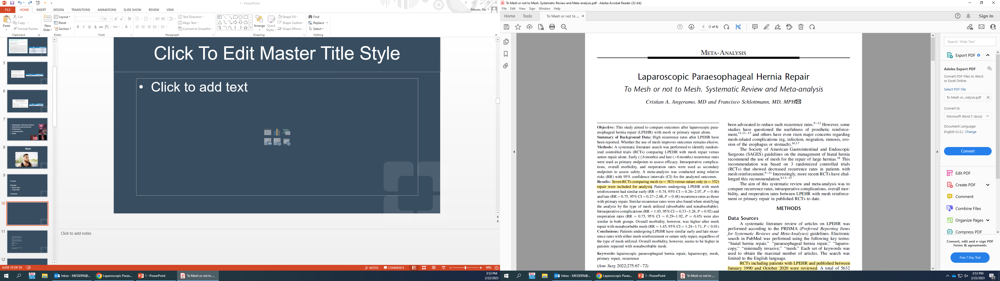 1 - PowerPoint
FILE HOME INSERT DESIGN TRANSITIONS ANIMATIONS SLIDE SHOW REVIEW VIEW
Messer, Nir
Paste
Cut
Copy
Format Painter
Clipboard
New
Slide
Layout
Reset
Section
Slides
18
Font
Text Direction
Align Text
Convert to SmartArt
Paragraph
Arrange
Quick
Styles
Shape Fill
Shape Outline
Shape Effects
Drawing
Find
Replace
Select
Editing
5
6
7
• Diaphragm relaxing incisions
• Intentional pneumothorax
• Gastropexy
• Fundoplication
• Mesh
8
Mesh
9
Overall
Biologic
• Short term
• Long term
Synthetic
10
11
12
Click To Edit Master Title Style
• Click to add text
Click to add notes
SLIDE 10 OF 29
NOTES COMMENTS 98%
Inbox - MESSERN@...
Laparoscopic Parae...
1 - PowerPoint
To Mesh or not to ...
3:53 PM
2/22/2023
To Mesh or not to Mesh. Systematic Review and Meta-analysis.pdf - Adobe Acrobat Reader (32-bit)
File Edit View Sign Window Help
Home Tools To Mesh or not to ... ×
Sign In
0 (1 of 6)
META-ANALYSIS
Laparoscopic Paraesophageal Hernia Repair
To Mesh or not to Mesh. Systematic Review and Meta-analysis
Cristian A. Angeramo, MD and Francisco Schlottmann, MD, MPH
Objective: This study aimed to compare outcomes after laparoscopic para-
esophageal hernia repair (LPEHR) with mesh or primary repair alone.
Summary of Background Data: High recurrence rates after LPEHR have
been reported. Whether the use of mesh improves outcomes remains elusive.
Methods: A systematic literature search was performed to identify random-
ized controlled trials (RCTs) comparing LPEHR with mesh repair versus
suture repair alone. Early (≤6 months) and late (>6 months) recurrence rates
were used as primary endpoints to assess efficacy. Intraoperative complica-
tions, overall morbidity, and reoperation rates were used as secondary
endpoints to assess safety. A meta-analysis was conducted using relative
risks (RR) with 95% confidence intervals (CI) for the analyzed outcomes.
Results: Seven RCTs comparing mesh (n = 383) versus suture only (n = 352)
repair were included for analysis. Patients undergoing LPEHR with mesh
reinforcement had similar early (RR = 0.74, 95% CI = 0.26–2.07, P = 0.46)
and late (RR = 0.75, 95% CI = 0.27–2.08, P = 0.48) recurrence rates as those
with primary repair. Similar recurrence rates were also found when stratifying
the analysis by the type of mesh utilized (absorbable and nonabsorbable).
Intraoperative complications (RR = 1.03, 95% CI = 0.33–3.28, P = 0.92) and
reoperation rates (RR = 0.75, 95% CI = 0.29–1.92, P = 0.45) were also
similar in both groups. Overall morbidity, however, was higher after mesh
repair with nonabsorbable mesh (RR = 1.45, 95% CI = 1.24–1.71, P < 0.01)
Conclusions: Patients undergoing LPEHR have similar early and late recur-
rence rates with either mesh reinforcement or suture only repair, regardless of
the type of mesh utilized. Overall morbidity, however, seems to be higher in
patients repaired with nonabsorbable mesh.
Keywords: laparoscopic paraesophageal hernia repair, laparoscopy, mesh,
primary repair, recurrence
(Ann Surg 2022;275:67–72)
been advocated to reduce such recurrence rates.9–12 However, some
studies have questioned the usefulness of prosthetic reinforce-
ment,11,13–15 and others have even risen major concerns regarding
mesh-related complications (eg, infection, migration, stenosis, ero-
sion of the esophagus or stomach).16,17
The Society of American Gastrointestinal and Endoscopic
Surgeons (SAGES) guidelines on the management of hiatal hernia
recommend the use of mesh for the repair of large hernias.18 This
recommendation was based on 3 randomized controlled trials
(RCTs) that showed decreased recurrence rates in patients with
mesh reinforcement.9–11 Interestingly, more recent RCTs have chal-
lenged this recommendation.8,13–15
The aim of this systematic review and meta-analysis was to
compare recurrence rates, intraoperative complications, overall mor-
bidity, and reoperation rates between LPEHR with mesh reinforce-
ment or primary repair in published RCTs to date.
METHODS
Data Sources
A systematic literature review of articles on LPEHR was
performed according to the PRISMA (Preferred Reporting Items
for Systematic Reviews and Meta-Analyses) guidelines. Electronic
search in PubMed was performed using the following key terms:
‘‘hiatal hernia repair,’’ ‘‘paraesophageal hernia repair,’’ ‘‘laparos-
copy,’’ ‘‘minimally invasive,’’ ‘‘mesh.’’ Each set of keywords was
used to obtain the maximal number of articles. The search was
limited to the English language.
RCTs including patients with LPEHR and published between
January 1990 and October 2020 were reviewed. A total of 5632
Search 'Hide Text'
Export PDF
Adobe Export PDF
Convert PDF Files to Word
or Excel Online
Select PDF File
To Mesh or...nalysis.pdf
Convert to
Microsoft Word (*.docx)
Document Language:
English (U.S.) Change
Convert
Edit PDF
Create PDF
Comment
Combine Files
Organize Pages
Compress PDF
Convert, edit and e-sign PDF
forms & agreements
Free 7-Day Trial
Inbox - MESSERN@...
Laparoscopic Parae...
1 - PowerPoint
To Mesh or not to ...
3:53 PM
2/22/2023
21